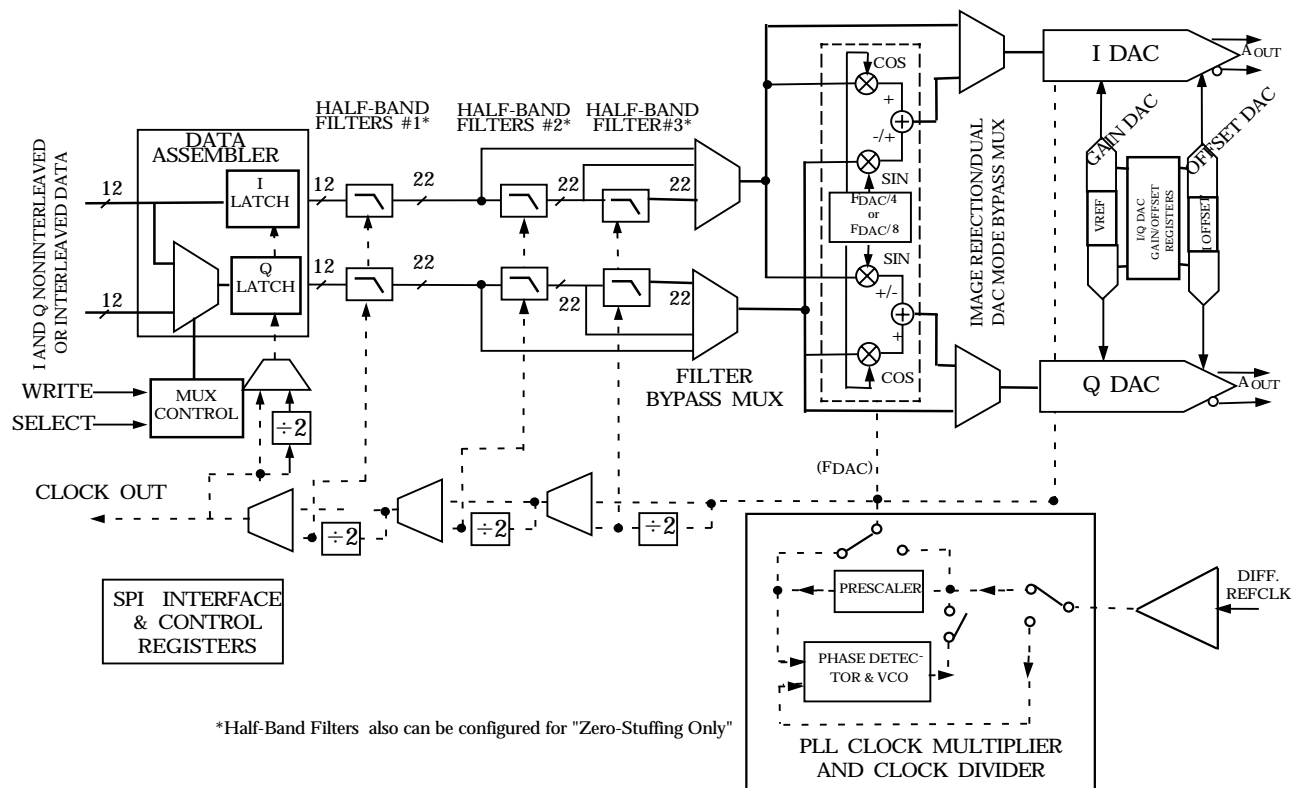 I AND Q NONINTERLEAVED
OR INTERLEAVED DATA
12
12
DATA
ASSEMBLER
I
LATCH
Q
LATCH
WRITE
SELECT
MUX
CONTROL
÷2
12
12
HALF-BAND
FILTERS #1*
22
22
HALF-BAND
FILTERS #2*
22
22
HALF-BAND
FILTER#3*
22
22
FILTER
BYPASS MUX
COS
+
-/+
SIN
FDAC/4
or
FDAC/8
SIN
+/-
+
COS
IMAGE REJECTION/DUAL
DAC MODE BYPASS MUX
I DAC
AOUT
GAIN DAC
OFFSET DAC
VREF
I/Q DAC
GAIN/OFFSET
REGISTERS
I OFFSET
Q DAC
AOUT
(FDAC)
CLOCK OUT
÷2
÷2
÷2
SPI INTERFACE
& CONTROL
REGISTERS
PRESCALER
PHASE DETEC-
TOR & VCO
DIFF.
REFCLK
*Half-Band Filters also can be configured for "Zero-Stuffing Only"
PLL CLOCK MULTIPLIER
AND CLOCK DIVIDER